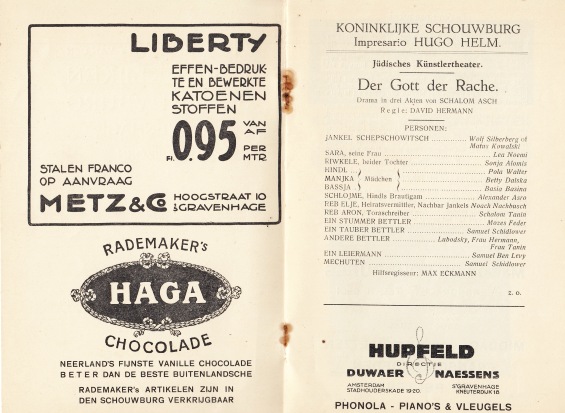 LIBERTY
EFFEN-BEDRUK-
TE EN BEWERKTE
KATOENEN
STOFFEN
Fl. 0.95 VAN AF PER MTR.
STALEN FRANCO
OP AANVRAAG
METZ & Co HOOGSTRAAT 10
'sGRAVENHAGE
RADEMAKER's
HAGA
CHOCOLADE
NEERLAND'S FIJNSTE VANILLE CHOCOLADE
BETER DAN DE BESTE BUITENLANDSCHE
RADEMAKER's ARTIKELEN ZIJN IN
DEN SCHOUWBURG VERKRIJGBAAR
KONINKLIJKE SCHOUWBURG
Impresario HUGO HELM.
Jüdisches Künstlertheater.
Der Gott der Rache.
Drama in drei Akten von SCHALOM ASCH
Regie: DAVID HERMANN
PERSONEN:
JANKEL SCHEPSCHOWITSCH Wolf Silberberg of
Matos Kowalski
SARA, seine Frau Lea Noemi
RIWKELE, beider Tochter Sonja Alomis
HINDL Pola Walter
MANJKA Mädchen Betty Dalska
BASSJA Basia Basina
SCHLOJME, Hindls Brautigam Alexander Asro
REB ELJE, Heiratsvermittler, Nachbar Jankels Noach Nachbusch
REB ARON, Toraschreiber Scholom Tanin
EIN STUMMER BETTLER Mozes Feder
EIN TAUBER BETTLER Samuel Schidlower
ANDERE BETTLER Labodsky, Frau Hermann,
Frau Tanin
EIN LEIERMANN Samuel Ben Levy
MECHUTEN Samuel Schidlower
Hilfsregisseur: MAX ECKMANN
z. o.
HUPFELD
DIRECTIE
DUWAER NAESSENS
AMSTERDAM 'S GRAVENHAGE
STADHOUDERSKADE 19-20. KNEUTERDIJK 18
PHONOLA - PIANO'S & VLEUGELS